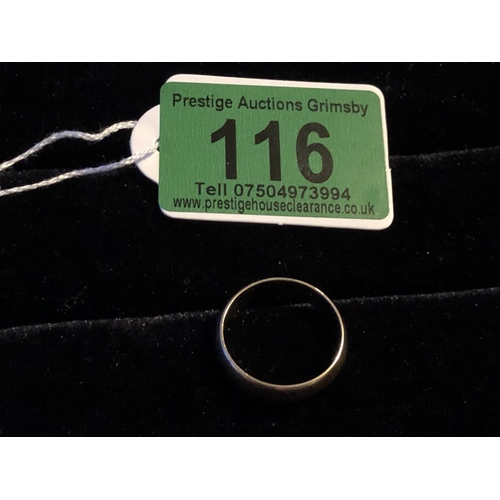 Prestige Auctions Grimsby
116
Tell 07504973994
www.prestigehouseclearance.co.uk